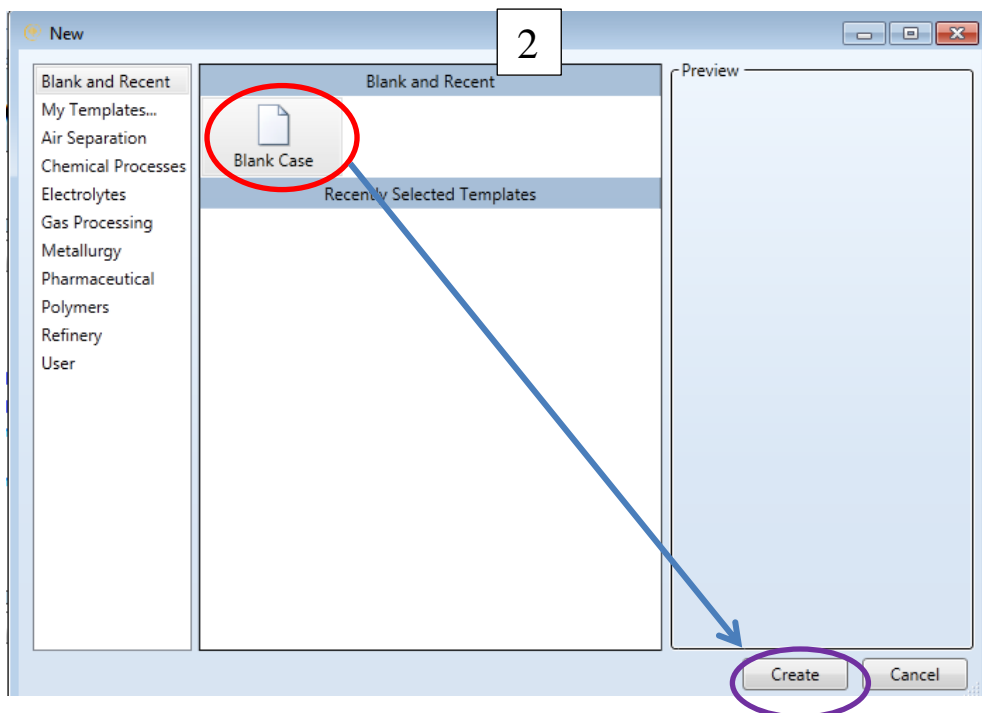 New
2
Blank and Recent
My Templates...
Air Separation
Chemical Processes
Electrolytes
Gas Processing
Metallurgy
Pharmaceutical
Polymers
Refinery
User
Blank and Recent
Blank Case
Recently Selected Templates
Preview
Create
Cancel